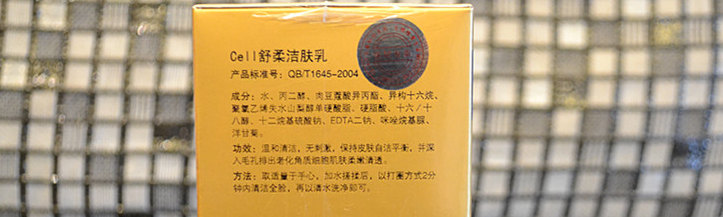 Cell舒柔洁肤乳
产品标准号：QB/T1645-2004
成分：水、丙二醇、肉豆蔻酸异丙酯、异构十六烷、
聚氧乙烯失水山梨醇单硬酸脂、硬脂酸、十六/十
八醇、十二烷基硫酸钠、EDTA二钠、咪唑烷基脲、
洋甘菊。
功效：温和清洁，无刺激，保持皮肤自洁平衡，并深
入毛孔排出老化角质细胞肌肤柔嫩清透。
方法：取适量于手心，加水搓揉后，以打圈方式2分
钟内清洁全脸，再以清水洗净即可。